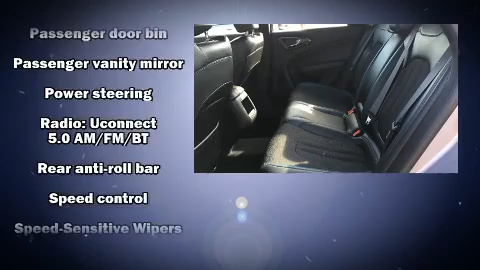 Passenger door bin
Passenger vanity mirror
Power steering
Radio: Uconnect
5.0 AM/FM/BT
Rear anti-roll bar
Speed control
Speed-Sensitive Wipers